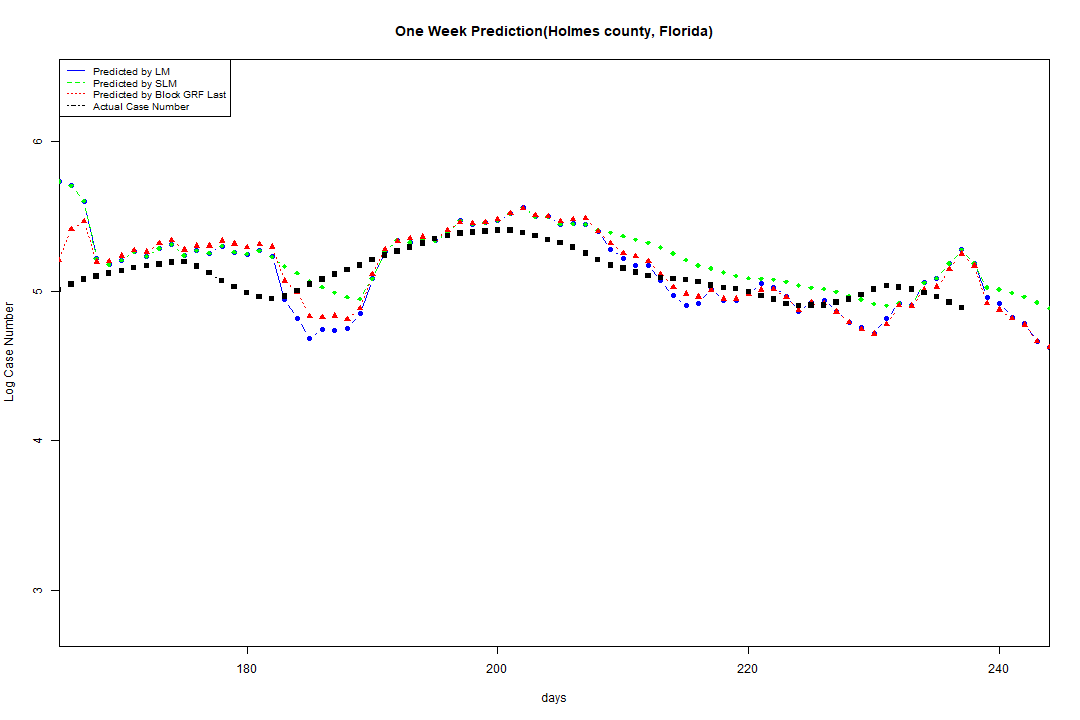 One Week Prediction(Holmes county, Florida)
Predicted by LM
Predicted by SLM
Predicted by Block GRF Last
Actual Case Number
6
5
4
3
Log Case Number
180 200 220 240
days